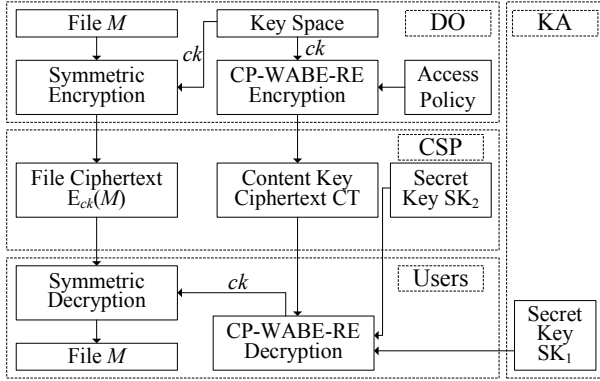 File M
Key Space
DO
KA
ck
ck
Symmetric
Encryption
CP-WABE-RE
Encryption
Access
Policy
CSP
File Ciphertext
E_ck(M)
Content Key
Ciphertext CT
Secret
Key SK₂
Symmetric
Decryption
ck
Users
CP-WABE-RE
Decryption
Secret
Key
SK₁
File M